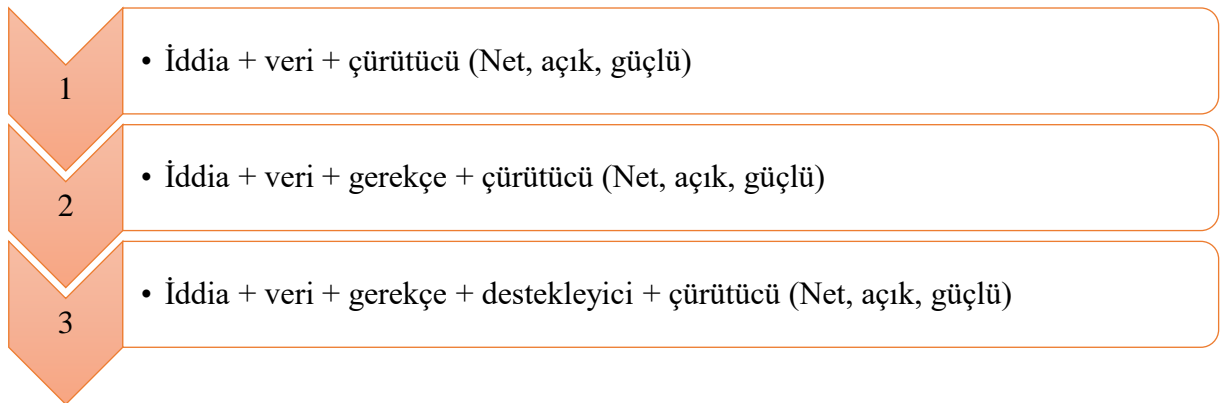 1
• İddia + veri + çürütücü (Net, açık, güçlü)
2
• İddia + veri + gerekçe + çürütücü (Net, açık, güçlü)
3
• İddia + veri + gerekçe + destekleyici + çürütücü (Net, açık, güçlü)